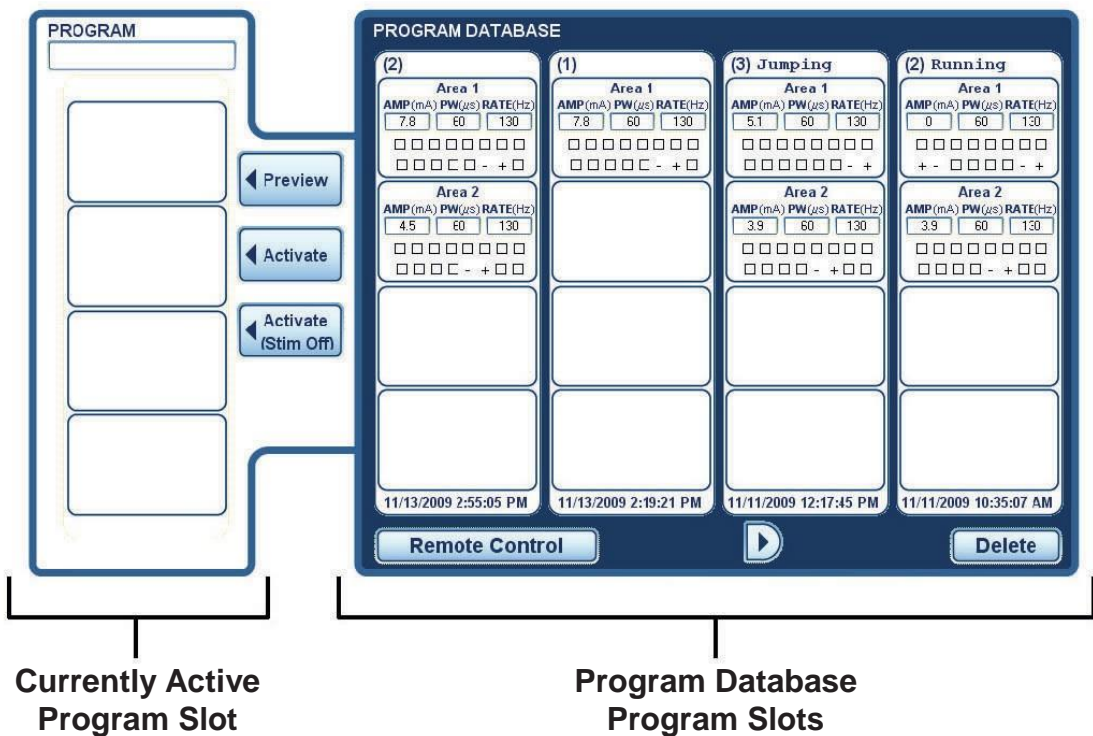 PROGRAM
PROGRAM DATABASE
(2)
Area 1
AMP(mA) PW(µs) RATE(Hz)
7.8 60 130
- +
Area 2
AMP(mA) PW(µs) RATE(Hz)
4.5 60 130
- +
11/13/2009 2:55:05 PM
(1)
Area 1
AMP(mA) PW(µs) RATE(Hz)
7.8 60 130
- +
11/13/2009 2:19:21 PM
(3) Jumping
Area 1
AMP(mA) PW(µs) RATE(Hz)
5.1 60 130
- +
Area 2
AMP(mA) PW(µs) RATE(Hz)
3.9 60 130
- +
11/11/2009 12:17:45 PM
(2) Running
Area 1
AMP(mA) PW(µs) RATE(Hz)
0 60 130
+ - - +
Area 2
AMP(mA) PW(µs) RATE(Hz)
3.9 60 130
- +
11/11/2009 10:35:07 AM
Preview
Activate
Activate
(Stim Off)
Remote Control
Delete
Currently Active
Program Slot
Program Database
Program Slots